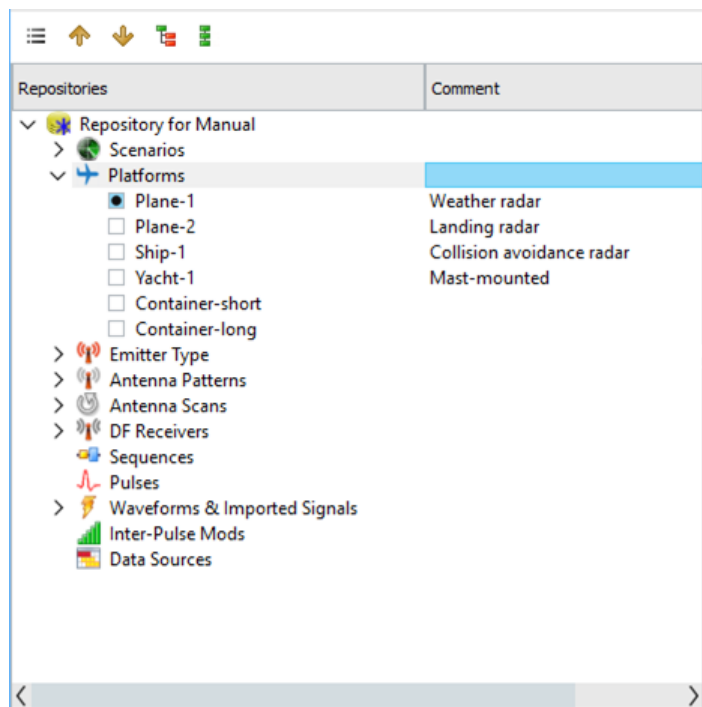 Repositories Comment
Repository for Manual
Scenarios
Platforms
Plane-1 Weather radar
Plane-2 Landing radar
Ship-1 Collision avoidance radar
Yacht-1 Mast-mounted
Container-short
Container-long
Emitter Type
Antenna Patterns
Antenna Scans
DF Receivers
Sequences
Pulses
Waveforms & Imported Signals
Inter-Pulse Mods
Data Sources